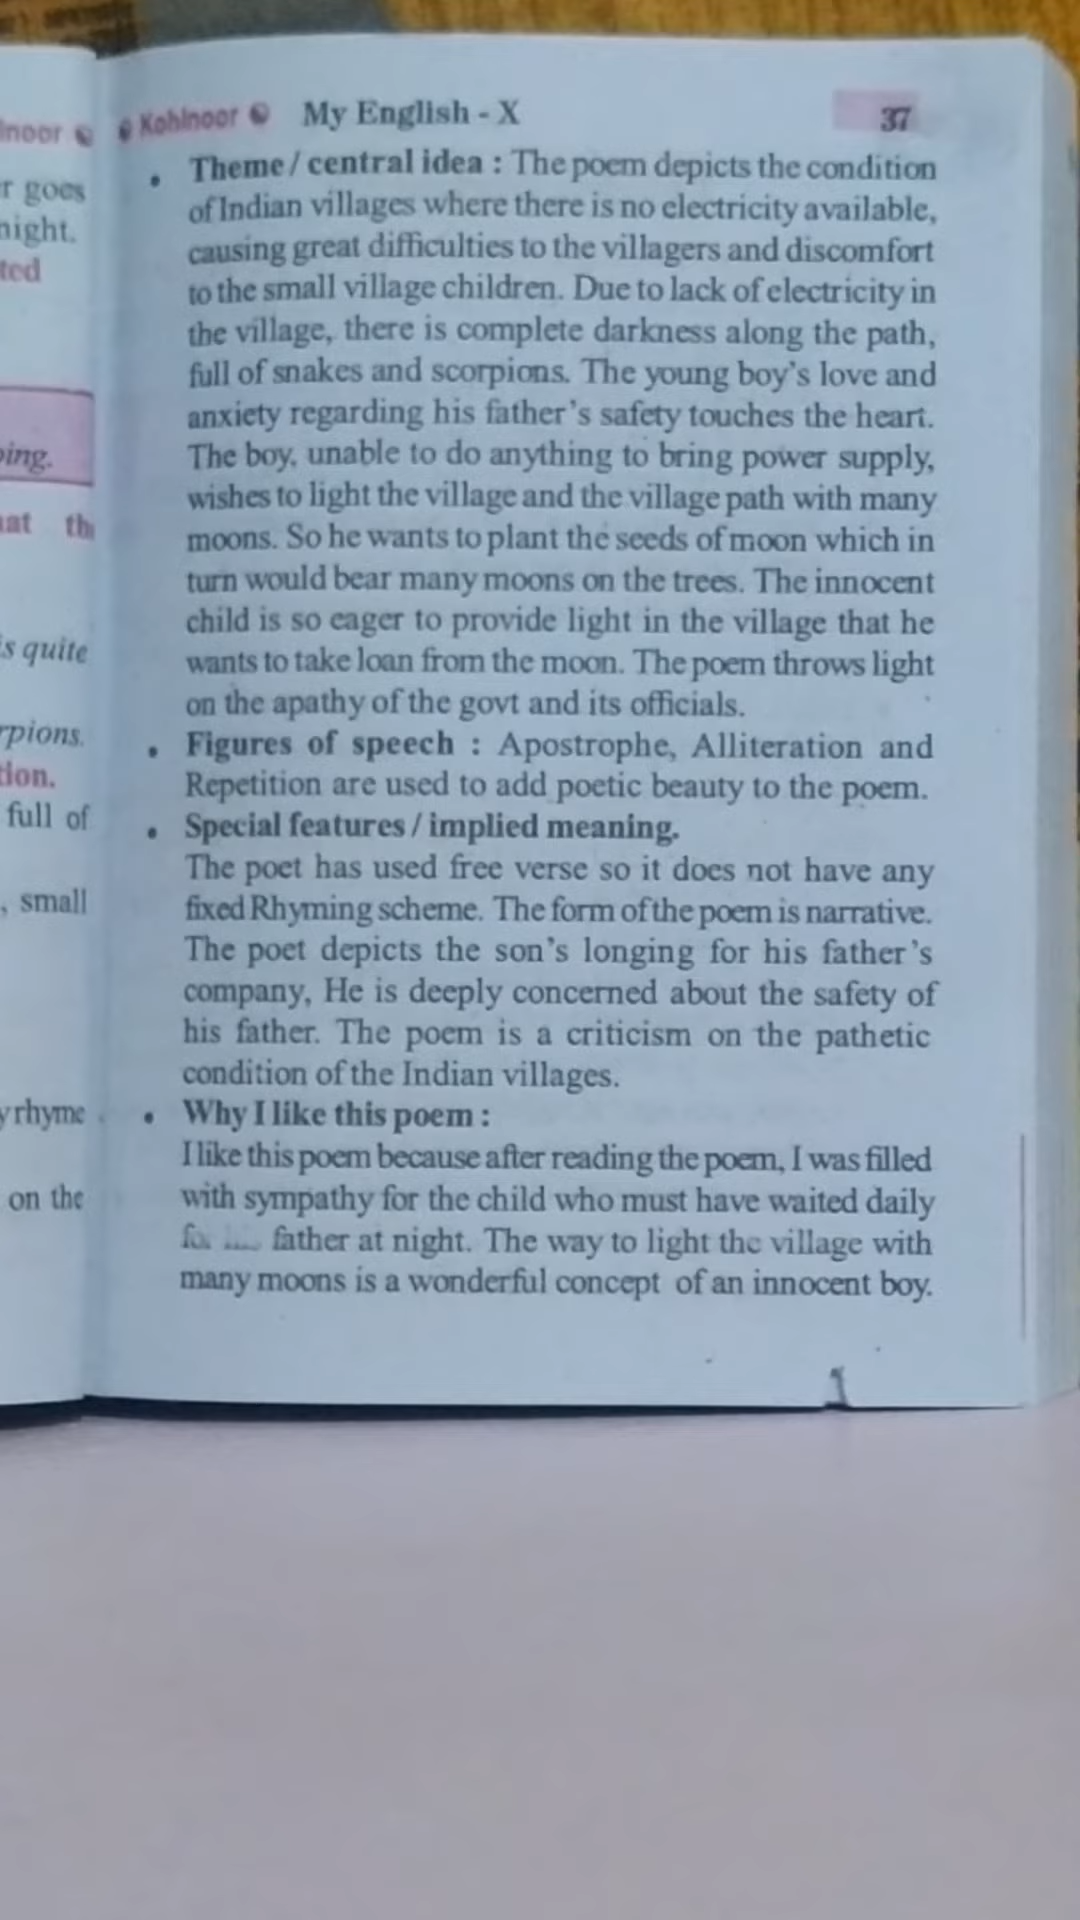 lnoor
r goes
night.
ted
oing.
at th
is quite
rpions.
tion.
full of
, small
y rhyme
on the
Kohinoor My English - X 37
• Theme / central idea : The poem depicts the condition
of Indian villages where there is no electricity available,
causing great difficulties to the villagers and discomfort
to the small village children. Due to lack of electricity in
the village, there is complete darkness along the path,
full of snakes and scorpions. The young boy's love and
anxiety regarding his father's safety touches the heart.
The boy, unable to do anything to bring power supply,
wishes to light the village and the village path with many
moons. So he wants to plant the seeds of moon which in
turn would bear many moons on the trees. The innocent
child is so eager to provide light in the village that he
wants to take loan from the moon. The poem throws light
on the apathy of the govt and its officials.
• Figures of speech : Apostrophe, Alliteration and
Repetition are used to add poetic beauty to the poem.
• Special features / implied meaning.
The poet has used free verse so it does not have any
fixed Rhyming scheme. The form of the poem is narrative.
The poet depicts the son's longing for his father's
company, He is deeply concerned about the safety of
his father. The poem is a criticism on the pathetic
condition of the Indian villages.
• Why I like this poem :
I like this poem because after reading the poem, I was filled
with sympathy for the child who must have waited daily
father at night. The way to light the village with
many moons is a wonderful concept of an innocent boy.